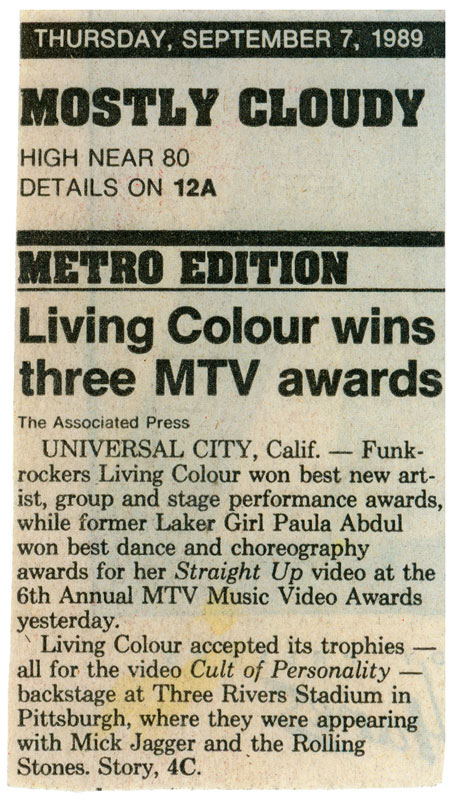 THURSDAY, SEPTEMBER 7, 1989
MOSTLY CLOUDY
HIGH NEAR 80
DETAILS ON 12A
METRO EDITION
Living Colour wins
three MTV awards
The Associated Press
UNIVERSAL CITY, Calif. — Funk-
rockers Living Colour won best new art-
ist, group and stage performance awards,
while former Laker Girl Paula Abdul
won best dance and choreography
awards for her Straight Up video at the
6th Annual MTV Music Video Awards
yesterday.
Living Colour accepted its trophies —
all for the video Cult of Personality —
backstage at Three Rivers Stadium in
Pittsburgh, where they were appearing
with Mick Jagger and the Rolling
Stones. Story, 4C.